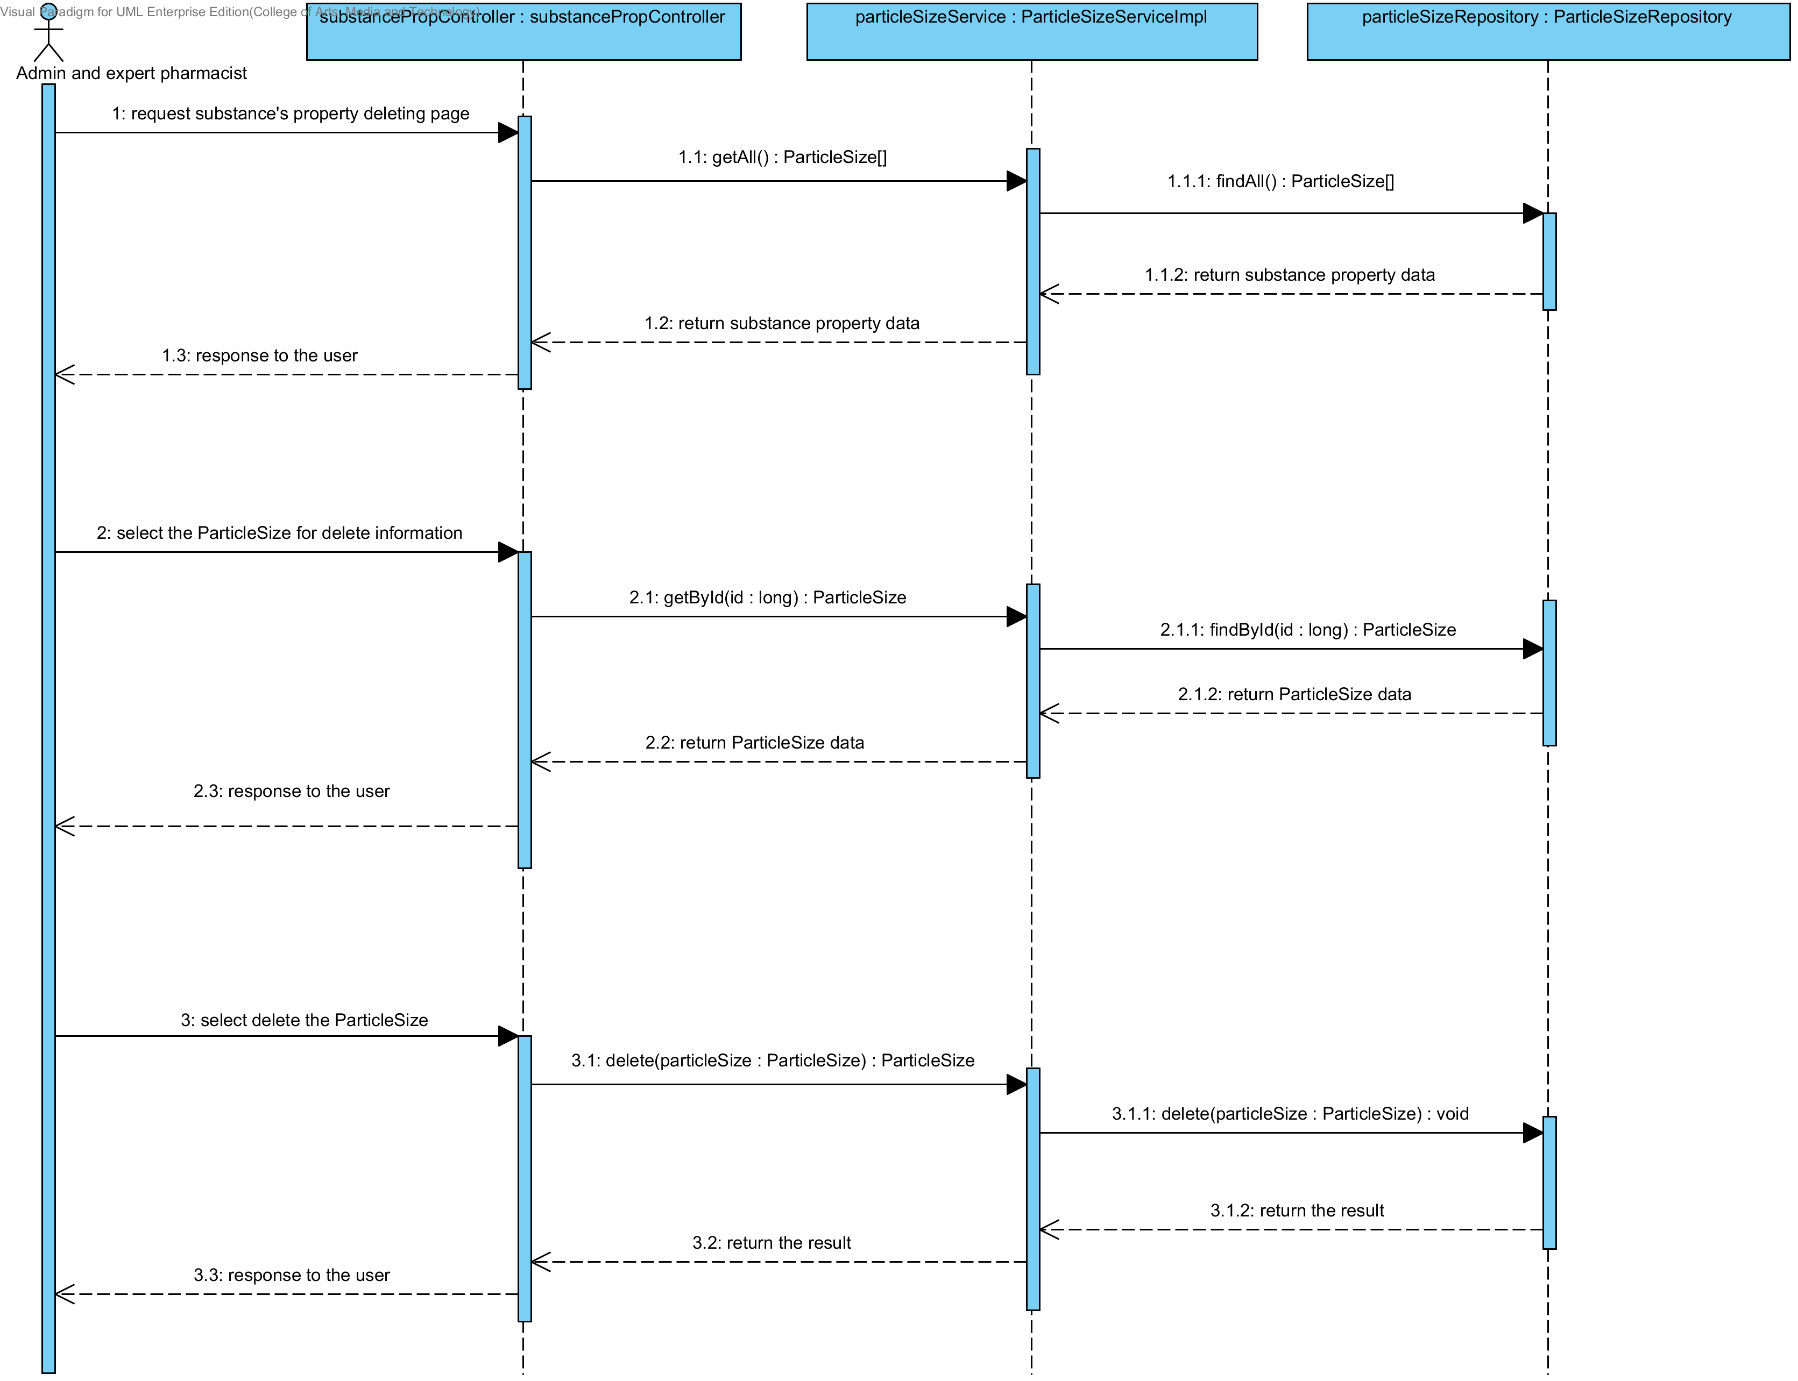 Visual Paradigm for UML Enterprise Edition(College of Arts, Media and Technology)
substancePropController : substancePropController
particleSizeService : ParticleSizeServiceImpl
particleSizeRepository : ParticleSizeRepository
Admin and expert pharmacist
1: request substance's property deleting page
1.1: getAll() : ParticleSize[]
1.1.1: findAll() : ParticleSize[]
1.1.2: return substance property data
1.2: return substance property data
1.3: response to the user
2: select the ParticleSize for delete information
2.1: getById(id : long) : ParticleSize
2.1.1: findById(id : long) : ParticleSize
2.1.2: return ParticleSize data
2.2: return ParticleSize data
2.3: response to the user
3: select delete the ParticleSize
3.1: delete(particleSize : ParticleSize) : ParticleSize
3.1.1: delete(particleSize : ParticleSize) : void
3.1.2: return the result
3.2: return the result
3.3: response to the user